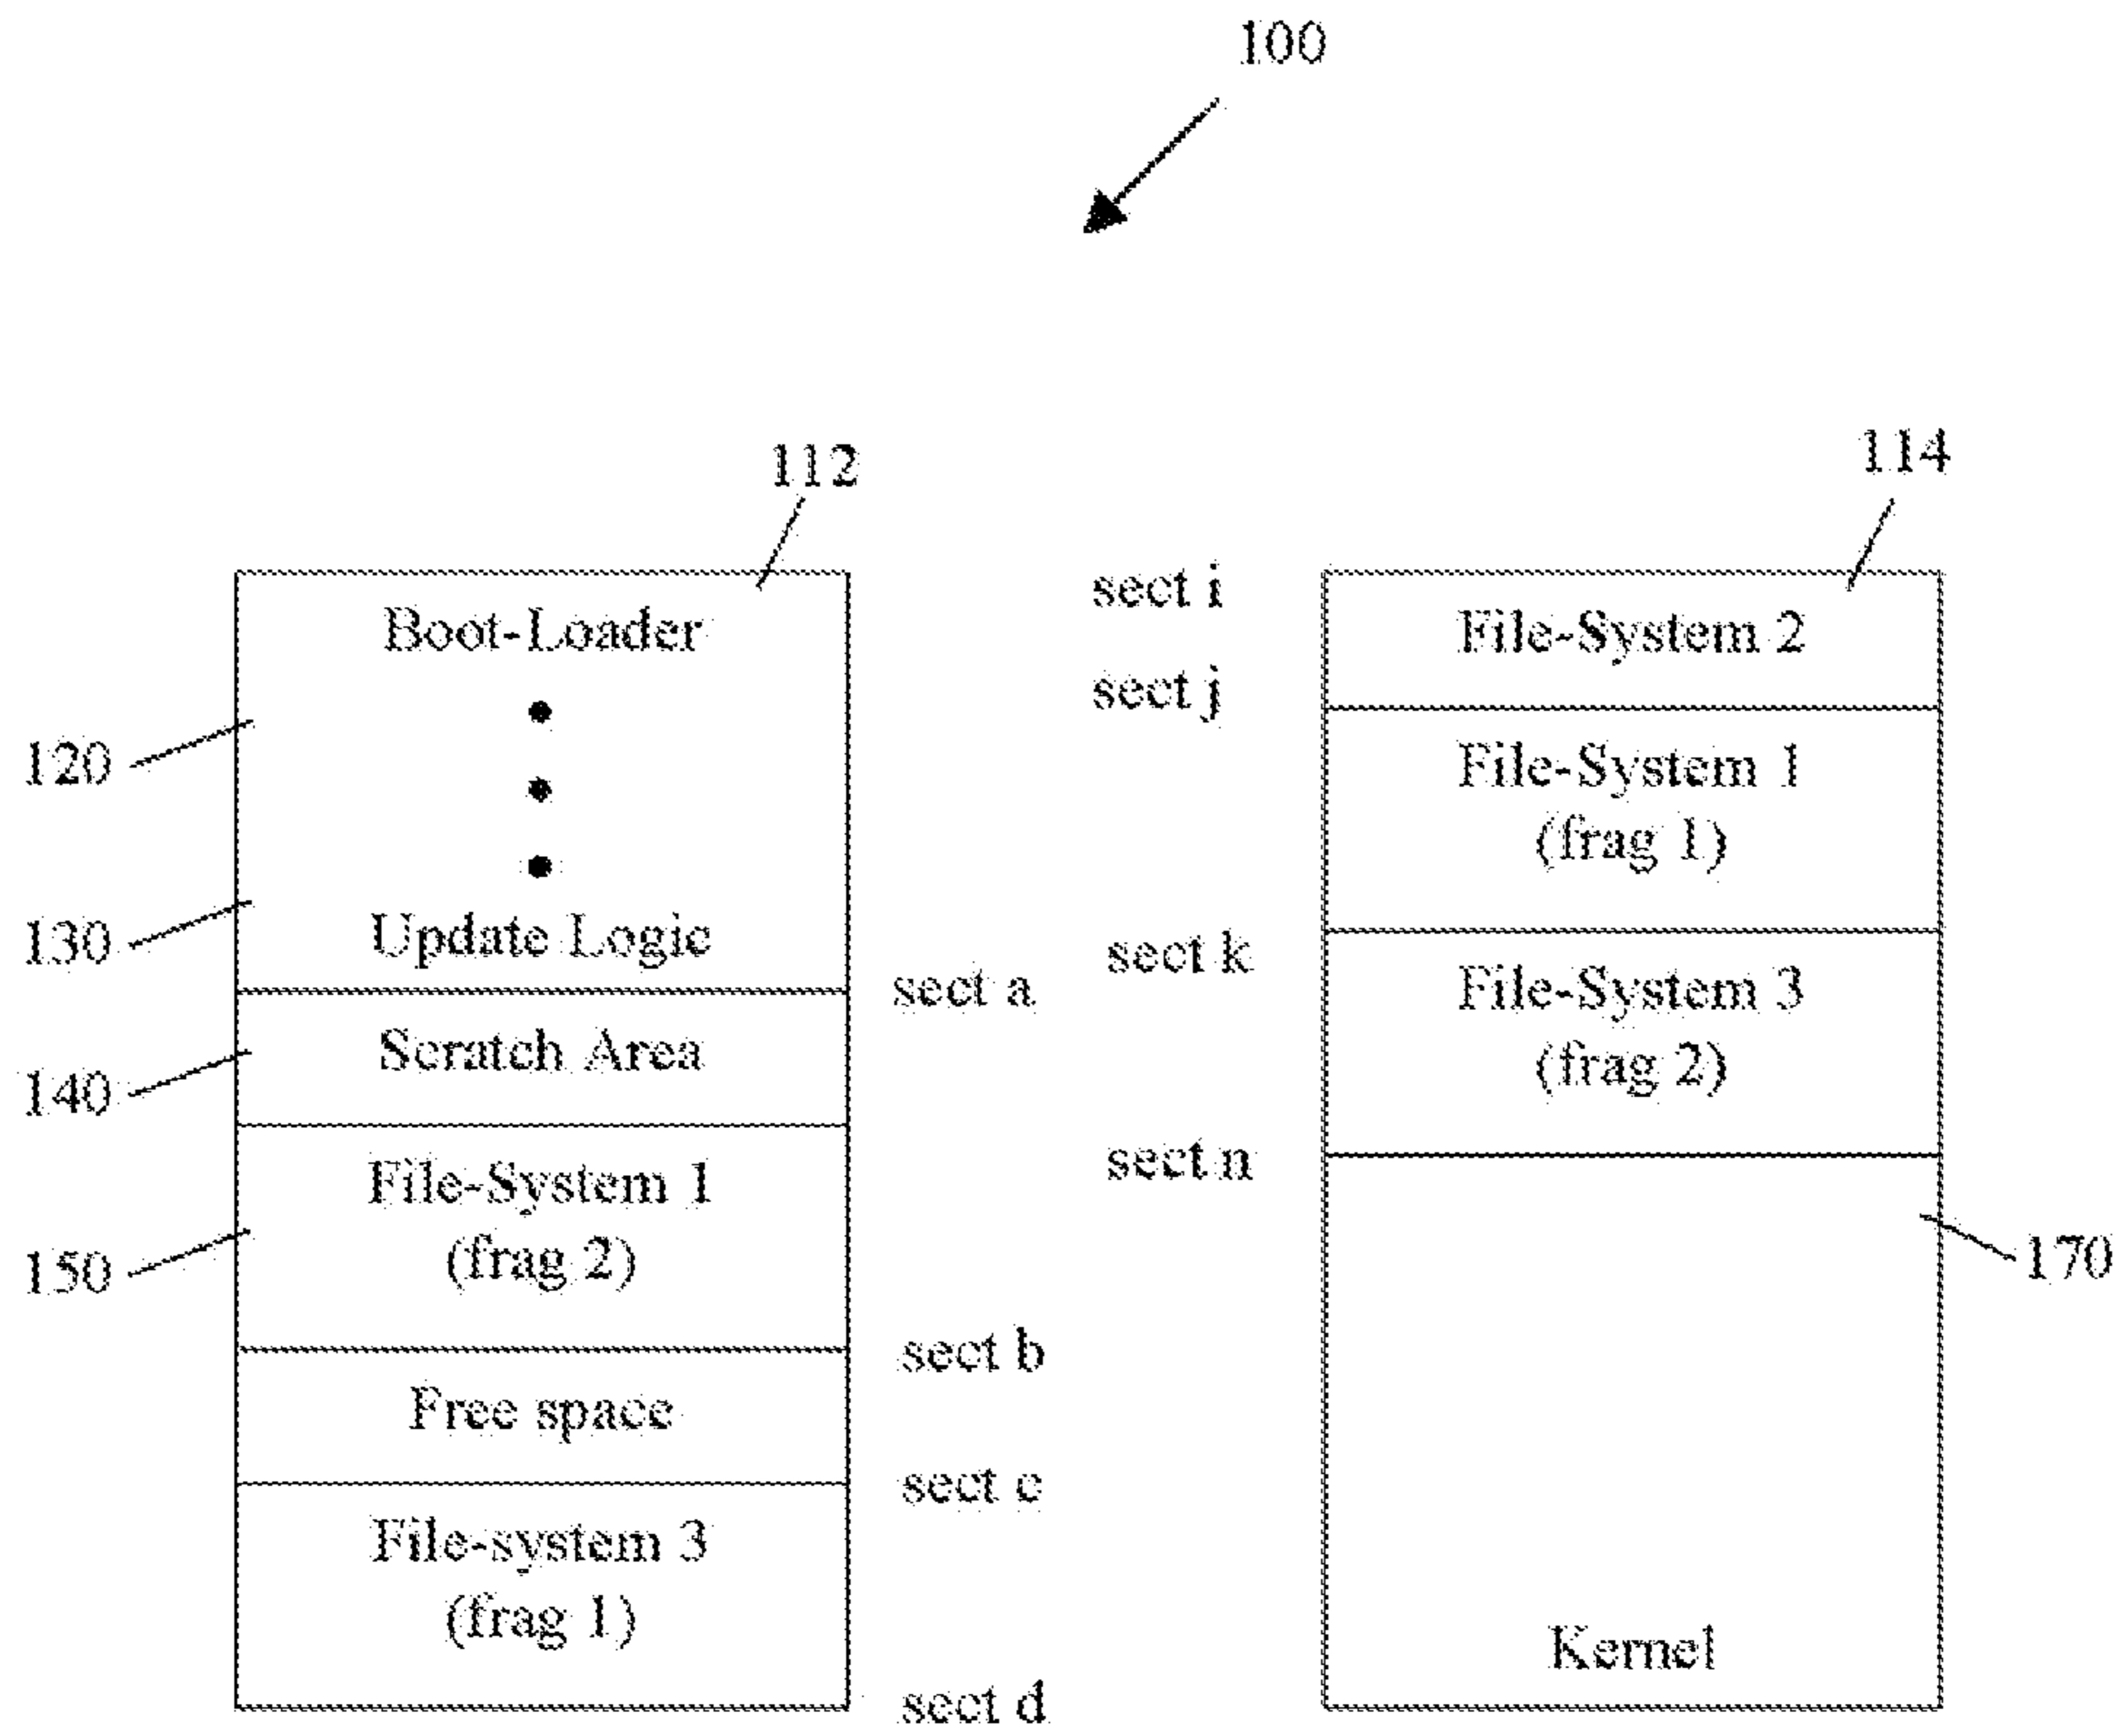 100
112
114
Boot-Loader
120
130
Update Logic
sect a
Scratch Area
140
File-System 1
(frag 2)
150
sect b
Free space
sect c
File-system 3
(frag 1)
sect d
sect i
File-System 2
sect j
File-System 1
(frag 1)
sect k
File-System 3
(frag 2)
sect n
170
Kernel